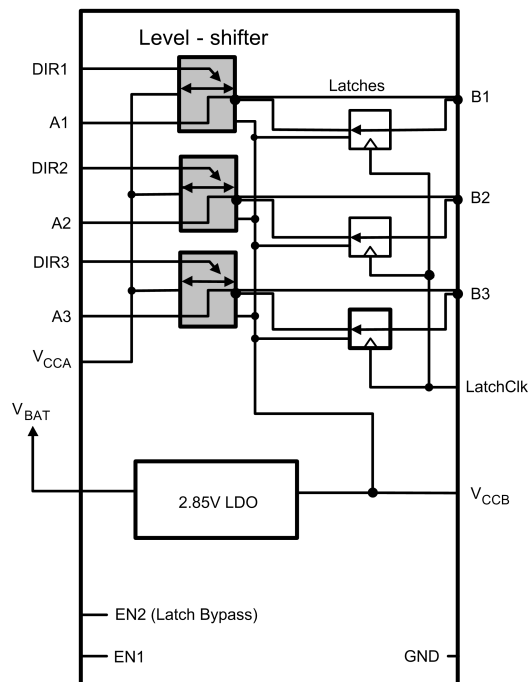 Level - shifter
DIR1
Latches
B1
A1
DIR2
B2
A2
DIR3
B3
A3
VCCA
LatchClk
VBAT
2.85V LDO
VCCB
EN2 (Latch Bypass)
EN1
GND